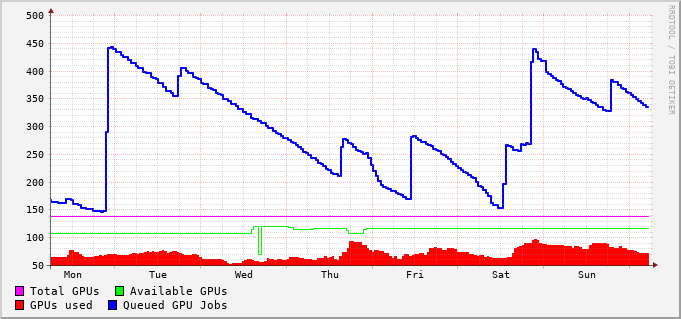 500
450
400
350
300
250
200
150
100
50
Mon Tue Wed Thu Fri Sat Sun
Total GPUs Available GPUs
GPUs used Queued GPU Jobs
RRDTOOL / TOBI OETIKER